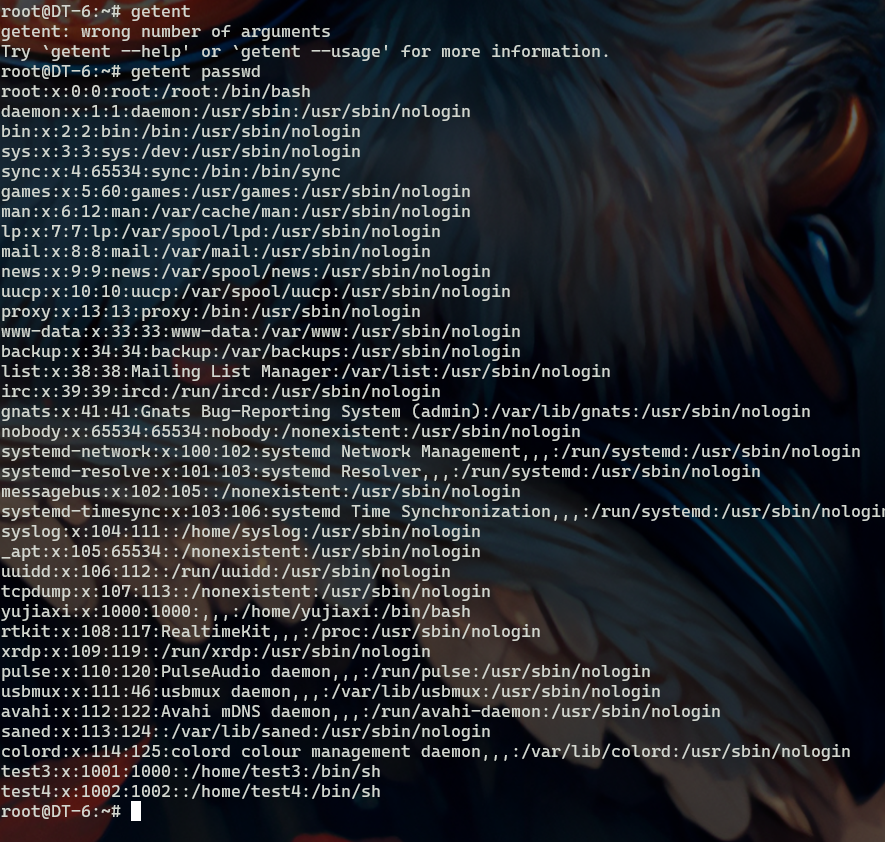 root@DT-6:~# getent
getent: wrong number of arguments
Try `getent --help' or `getent --usage' for more information.
root@DT-6:~# getent passwd
root:x:0:0:root:/root:/bin/bash
daemon:x:1:1:daemon:/usr/sbin:/usr/sbin/nologin
bin:x:2:2:bin:/bin:/usr/sbin/nologin
sys:x:3:3:sys:/dev:/usr/sbin/nologin
sync:x:4:65534:sync:/bin:/bin/sync
games:x:5:60:games:/usr/games:/usr/sbin/nologin
man:x:6:12:man:/var/cache/man:/usr/sbin/nologin
lp:x:7:7:lp:/var/spool/lpd:/usr/sbin/nologin
mail:x:8:8:mail:/var/mail:/usr/sbin/nologin
news:x:9:9:news:/var/spool/news:/usr/sbin/nologin
uucp:x:10:10:uucp:/var/spool/uucp:/usr/sbin/nologin
proxy:x:13:13:proxy:/bin:/usr/sbin/nologin
www-data:x:33:33:www-data:/var/www:/usr/sbin/nologin
backup:x:34:34:backup:/var/backups:/usr/sbin/nologin
list:x:38:38:Mailing List Manager:/var/list:/usr/sbin/nologin
irc:x:39:39:ircd:/run/ircd:/usr/sbin/nologin
gnats:x:41:41:Gnats Bug-Reporting System (admin):/var/lib/gnats:/usr/sbin/nologin
nobody:x:65534:65534:nobody:/nonexistent:/usr/sbin/nologin
systemd-network:x:100:102:systemd Network Management,,,:/run/systemd:/usr/sbin/nologin
systemd-resolve:x:101:103:systemd Resolver,,,:/run/systemd:/usr/sbin/nologin
messagebus:x:102:105::/nonexistent:/usr/sbin/nologin
systemd-timesync:x:103:106:systemd Time Synchronization,,,:/run/systemd:/usr/sbin/nologin
syslog:x:104:111::/home/syslog:/usr/sbin/nologin
_apt:x:105:65534::/nonexistent:/usr/sbin/nologin
uuidd:x:106:112::/run/uuidd:/usr/sbin/nologin
tcpdump:x:107:113::/nonexistent:/usr/sbin/nologin
yujiaxi:x:1000:1000:,,,:/home/yujiaxi:/bin/bash
rtkit:x:108:117:RealtimeKit,,,:/proc:/usr/sbin/nologin
xrdp:x:109:119::/run/xrdp:/usr/sbin/nologin
pulse:x:110:120:PulseAudio daemon,,,:/run/pulse:/usr/sbin/nologin
usbmux:x:111:46:usbmux daemon,,,:/var/lib/usbmux:/usr/sbin/nologin
avahi:x:112:122:Avahi mDNS daemon,,,:/run/avahi-daemon:/usr/sbin/nologin
saned:x:113:124::/var/lib/saned:/usr/sbin/nologin
colord:x:114:125:colord colour management daemon,,,:/var/lib/colord:/usr/sbin/nologin
test3:x:1001:1000::/home/test3:/bin/sh
test4:x:1002:1002::/home/test4:/bin/sh
root@DT-6:~#